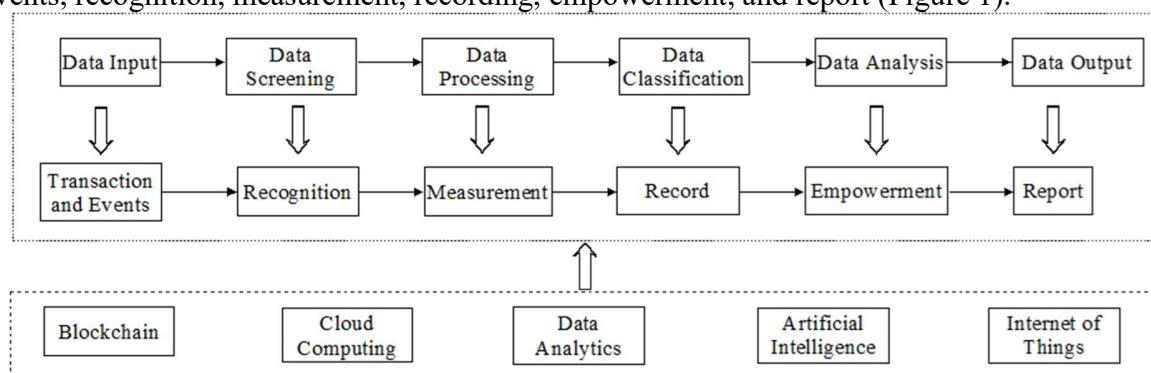 vents, recognition, measurement, recording, empowerment, and report (Figure 1).
Data Input
Data
Screening
Data
Processing
Data
Classification
Data Analysis
Data Output
Transaction
and Events
Recognition
Measurement
Record
Empowerment
Report
Blockchain
Cloud
Computing
Data
Analytics
Artificial
Intelligence
Internet of
Things